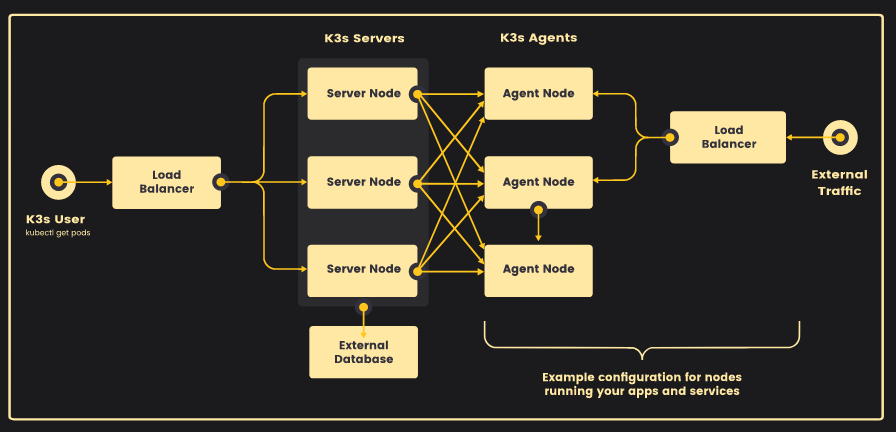 K3s Servers
K3s Agents
Server Node
Agent Node
Load
Balancer
External
Traffic
Load
Balancer
K3s User
kubectl get pods
Server Node
Agent Node
Server Node
Agent Node
External
Database
Example configuration for nodes
running your apps and services